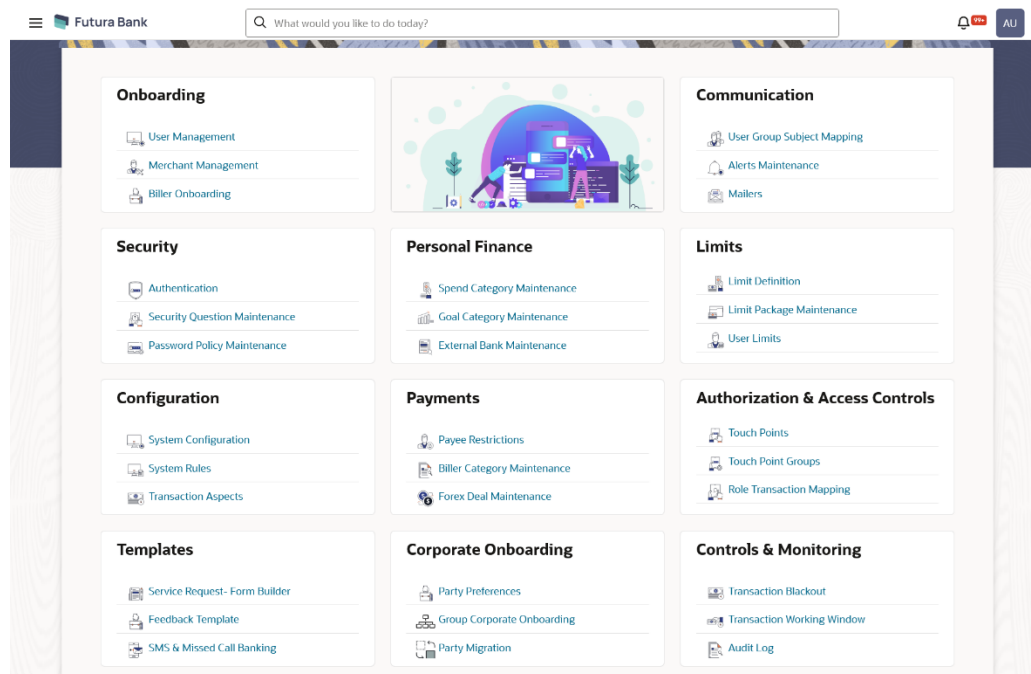 Futura Bank
What would you like to do today?
99+
AU
Onboarding
User Management
Merchant Management
Biller Onboarding
Communication
User Group Subject Mapping
Alerts Maintenance
Mailers
Security
Authentication
Security Question Maintenance
Password Policy Maintenance
Personal Finance
Spend Category Maintenance
Goal Category Maintenance
External Bank Maintenance
Limits
Limit Definition
Limit Package Maintenance
User Limits
Configuration
System Configuration
System Rules
Transaction Aspects
Payments
Payee Restrictions
Biller Category Maintenance
Forex Deal Maintenance
Authorization & Access Controls
Touch Points
Touch Point Groups
Role Transaction Mapping
Templates
Service Request- Form Builder
Feedback Template
SMS & Missed Call Banking
Corporate Onboarding
Party Preferences
Group Corporate Onboarding
Party Migration
Controls & Monitoring
Transaction Blackout
Transaction Working Window
Audit Log